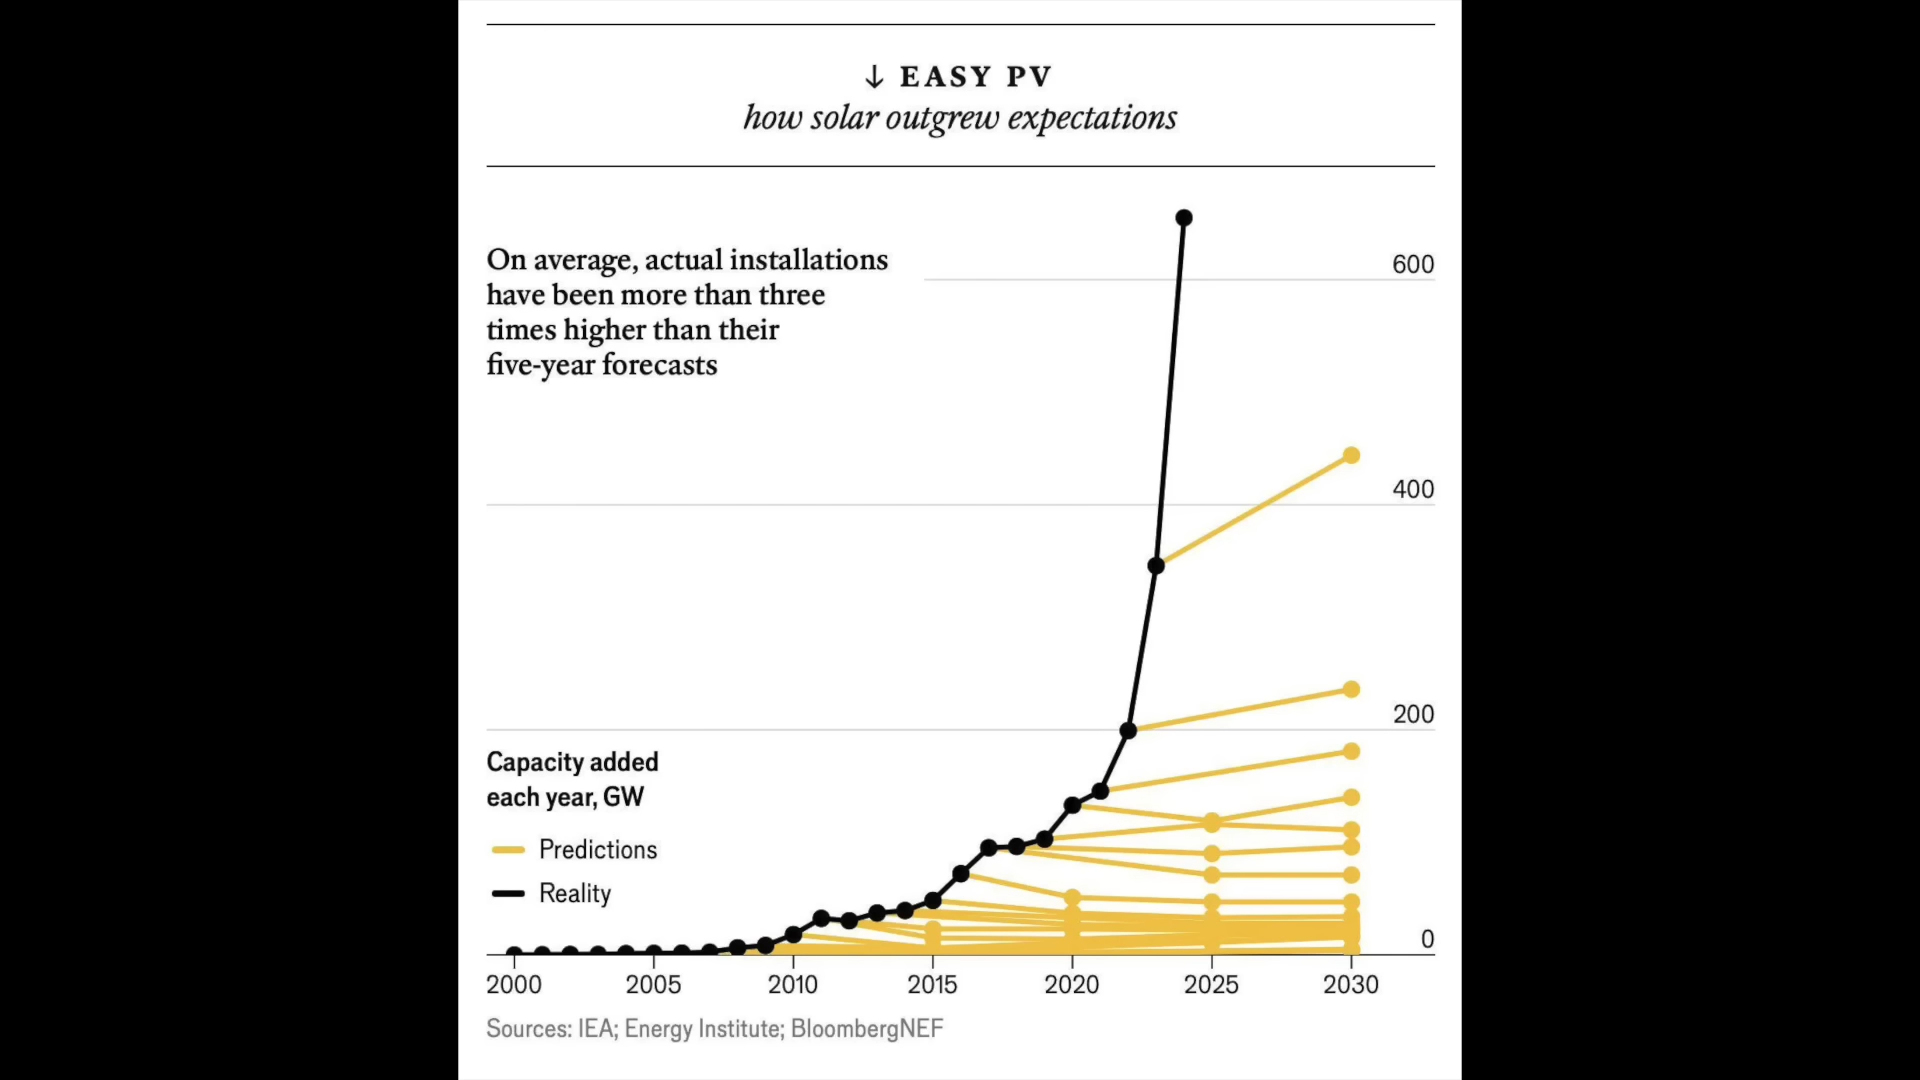 ↓ EASY PV
how solar outgrew expectations
On average, actual installations
have been more than three
times higher than their
five-year forecasts
600
400
200
Capacity added
each year, GW
Predictions
Reality
0
2000 2005 2010 2015 2020 2025 2030
Sources: IEA; Energy Institute; BloombergNEF